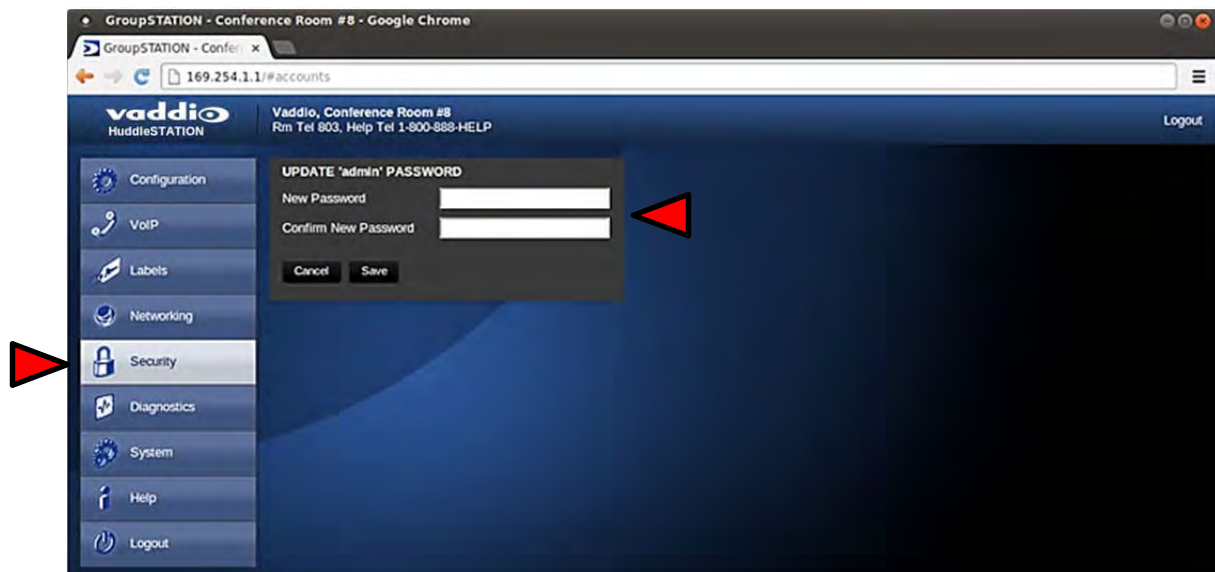 GroupSTATION - Conference Room #8 - Google Chrome
GroupSTATION - Confer
169.254.1.1/#accounts
vaddio
HuddleSTATION
Vaddio, Conference Room #8
Rm Tel 803, Help Tel 1-800-888-HELP
Logout
Configuration
VoIP
Labels
Networking
Security
Diagnostics
System
Help
Logout
UPDATE 'admin' PASSWORD
New Password
Confirm New Password
Cancel Save